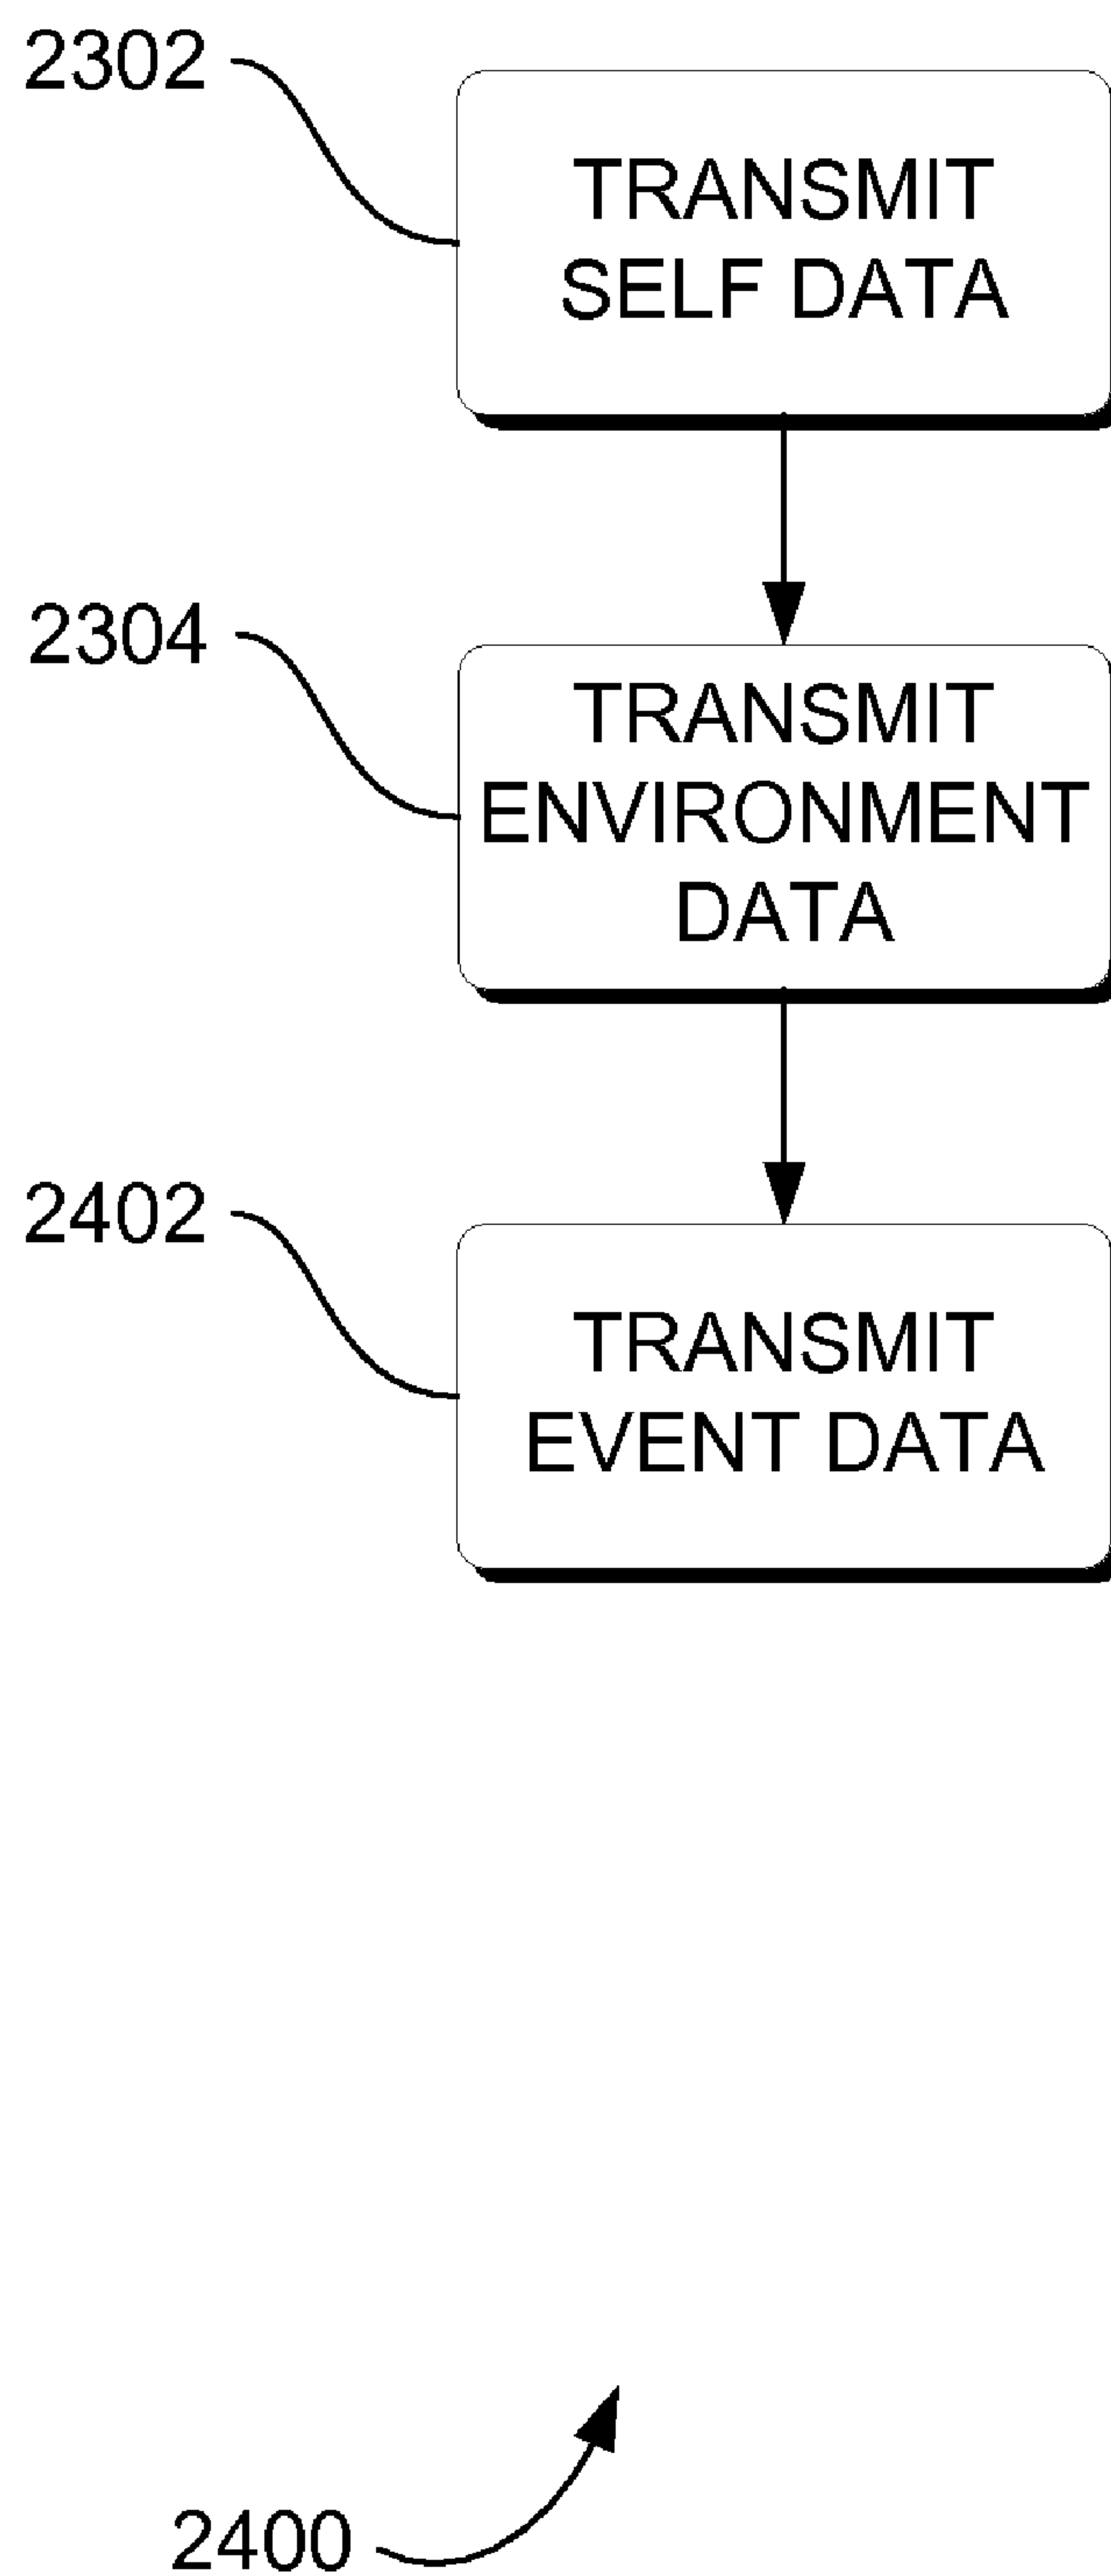 2302
TRANSMIT
SELF DATA
2304
TRANSMIT
ENVIRONMENT
DATA
2402
TRANSMIT
EVENT DATA
2400